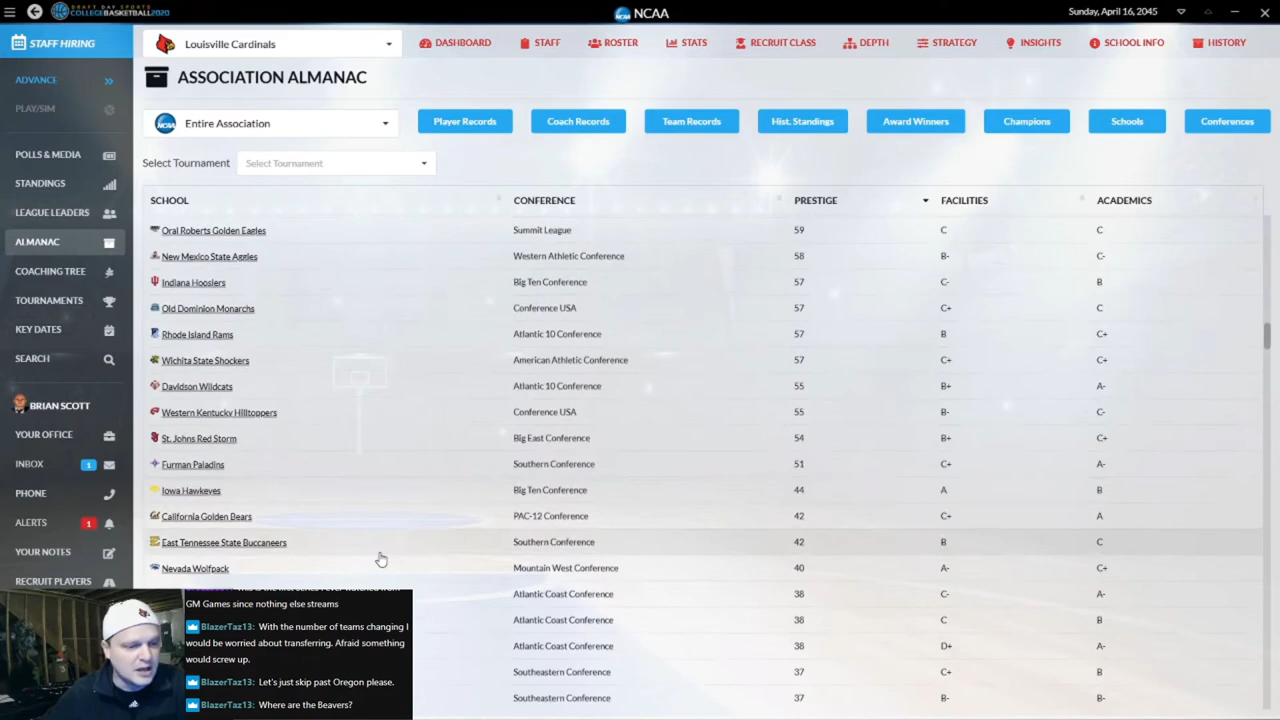 DRAFT DAY SPORTS
COLLEGE BASKETBALL 2020
NCAA
Sunday, April 16, 2045
STAFF HIRING
Louisville Cardinals
DASHBOARD
STAFF
ROSTER
STATS
RECRUIT CLASS
DEPTH
STRATEGY
INSIGHTS
SCHOOL INFO
HISTORY
ADVANCE
PLAY/SIM
POLLS & MEDIA
STANDINGS
LEAGUE LEADERS
ALMANAC
COACHING TREE
TOURNAMENTS
KEY DATES
SEARCH
BRIAN SCOTT
YOUR OFFICE
INBOX 1
PHONE
ALERTS 1
YOUR NOTES
RECRUIT PLAYERS
ASSOCIATION ALMANAC
Entire Association
Player Records
Coach Records
Team Records
Hist. Standings
Award Winners
Champions
Schools
Conferences
Select Tournament Select Tournament
SCHOOL CONFERENCE PRESTIGE FACILITIES ACADEMICS
Oral Roberts Golden Eagles Summit League 59 C C
New Mexico State Aggies Western Athletic Conference 58 B- C-
Indiana Hoosiers Big Ten Conference 57 C- B
Old Dominion Monarchs Conference USA 57 C+ C
Rhode Island Rams Atlantic 10 Conference 57 B C+
Wichita State Shockers American Athletic Conference 57 C+ C+
Davidson Wildcats Atlantic 10 Conference 55 B+ A-
Western Kentucky Hilltoppers Conference USA 55 B- C-
St. Johns Red Storm Big East Conference 54 B+ C+
Furman Paladins Southern Conference 51 C+ A-
Iowa Hawkeyes Big Ten Conference 44 A B
California Golden Bears PAC-12 Conference 42 C+ A
East Tennessee State Buccaneers Southern Conference 42 B C
Nevada Wolfpack Mountain West Conference 40 A- C+
Atlantic Coast Conference 38 C- A-
Atlantic Coast Conference 38 C B
Atlantic Coast Conference 38 D+ A-
Southeastern Conference 37 C+ B
Southeastern Conference 37 B- B-
GM Games since nothing else streams
BlazerTaz13: With the number of teams changing I
would be worried about transferring. Afraid something
would screw up.
BlazerTaz13: Let's just skip past Oregon please.
BlazerTaz13: Where are the Beavers?